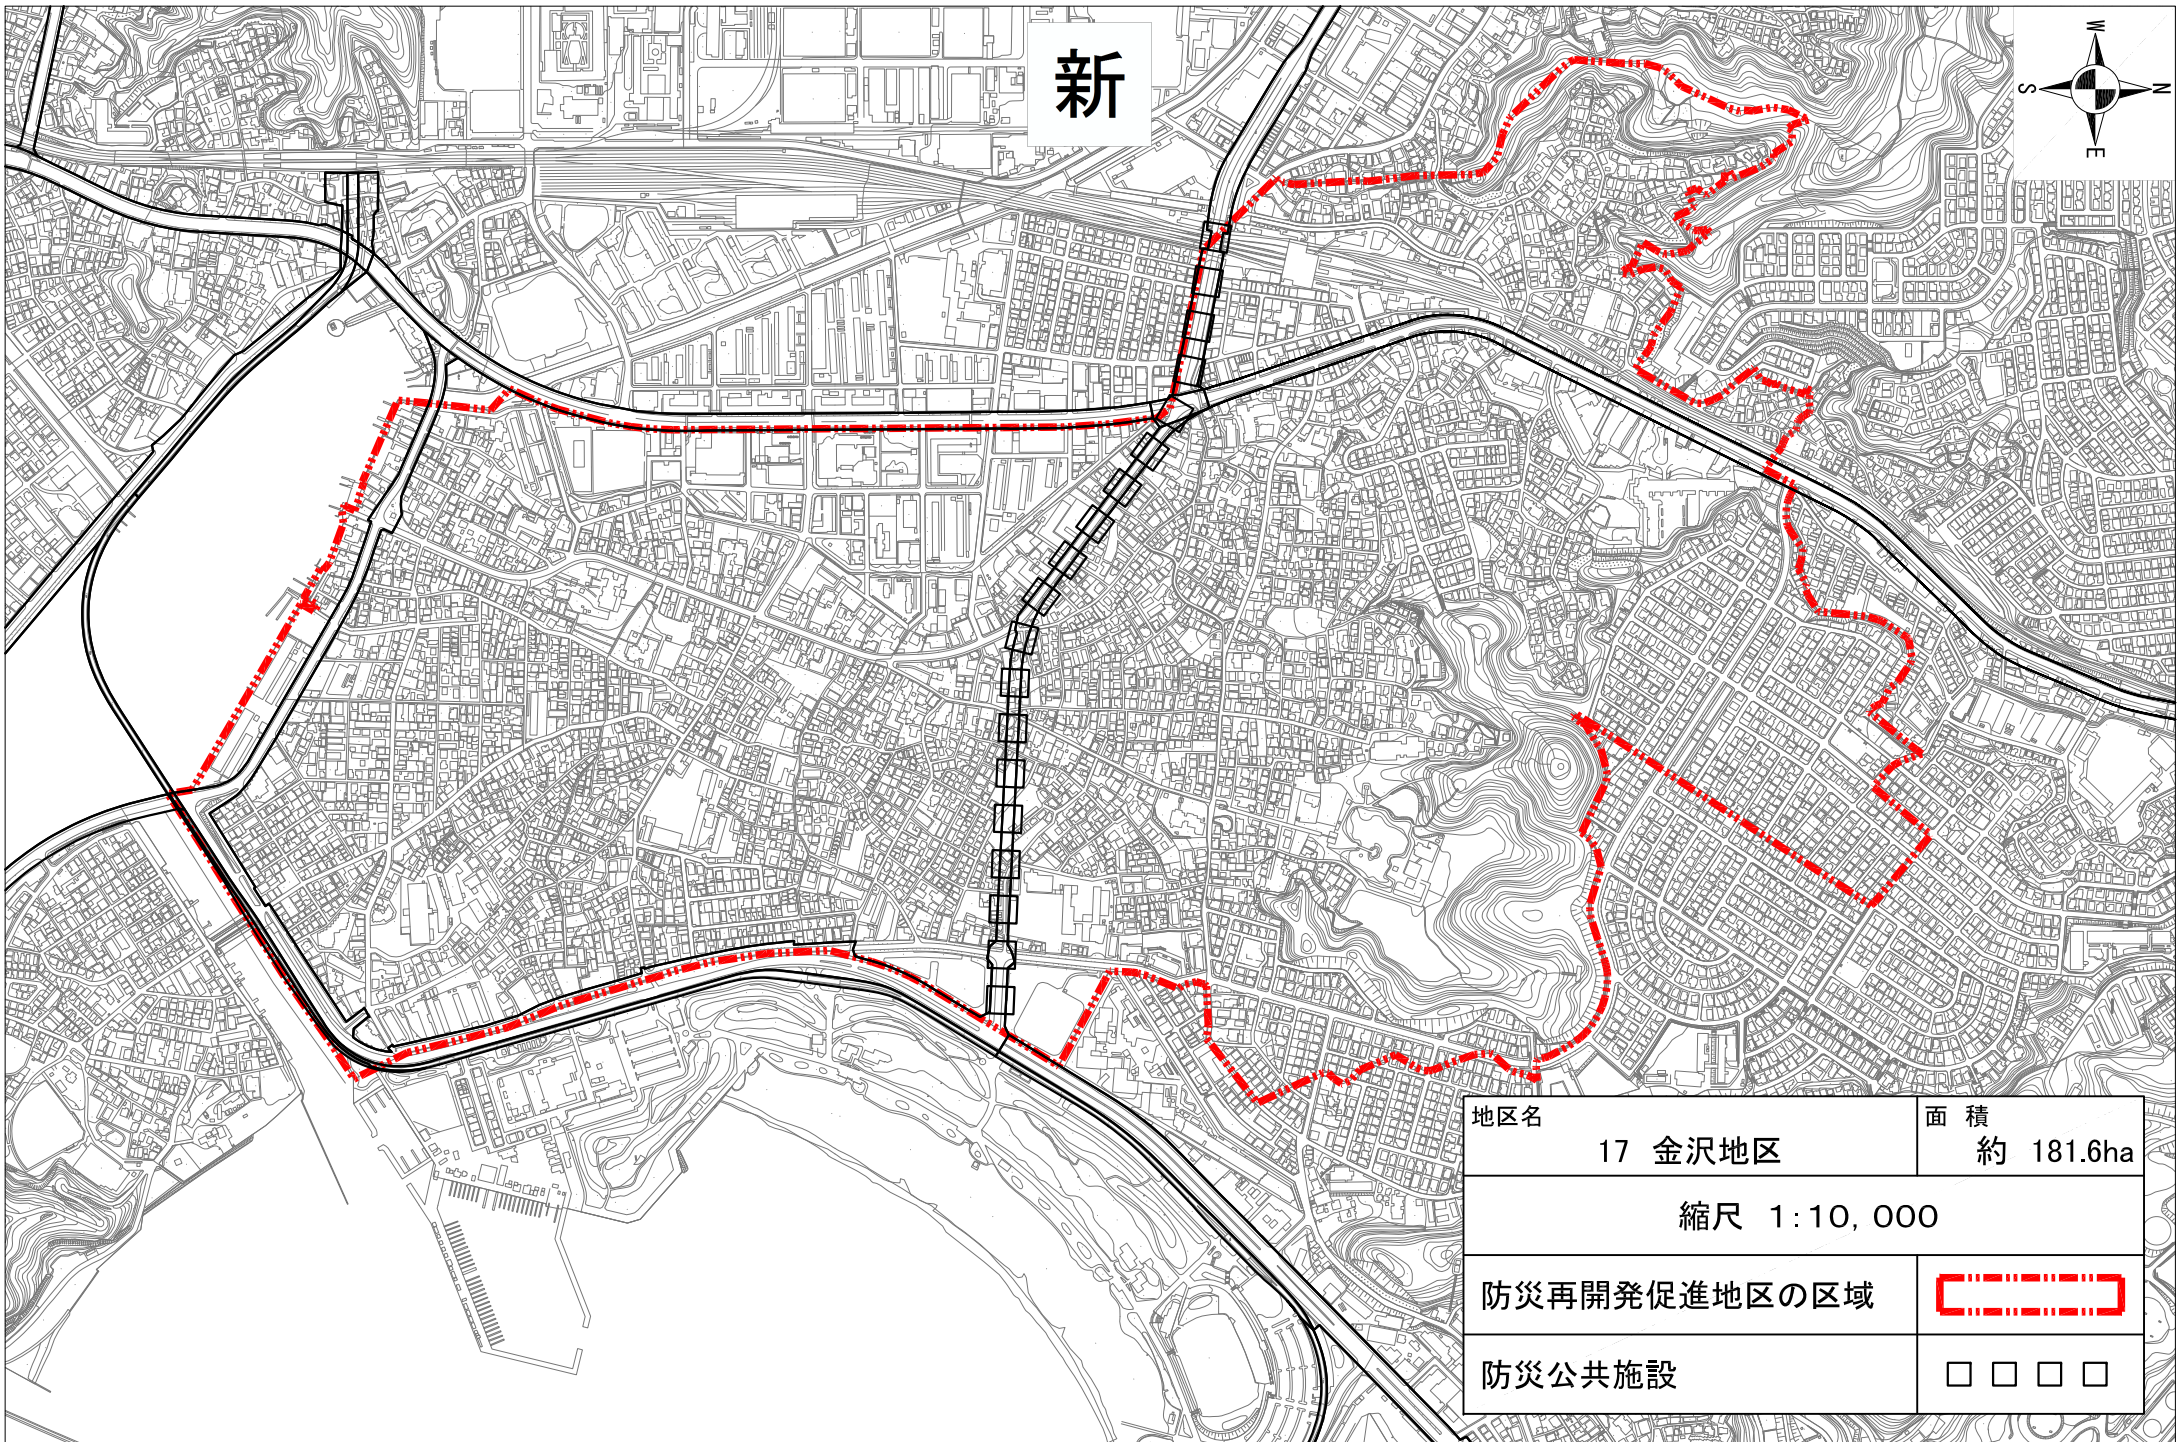 新
W
S N
E
地区名
17 金沢地区
面 積
約 181.6ha
縮尺 1:10,000
防災再開発促進地区の区域
防災公共施設